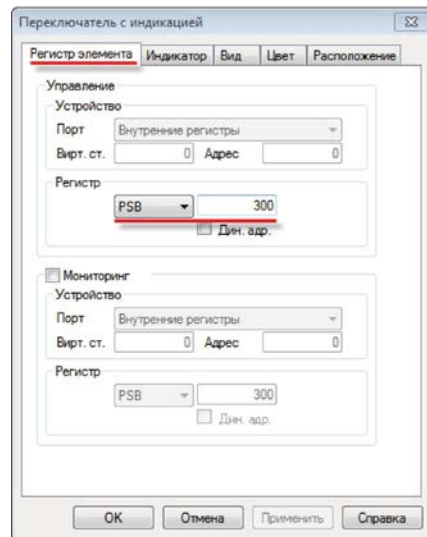 Переключатель с индикацией
Регистр элемента Индикатор Вид Цвет Расположение
Управление
Устройство
Порт Внутренние регистры
Вирт. ст. 0 Адрес 0
Регистр
PSB 300
Дин. адр.
Мониторинг
Устройство
Порт Внутренние регистры
Вирт. ст. 0 Адрес 0
Регистр
PSB 300
Дин. адр.
OK Отмена Применить Справка